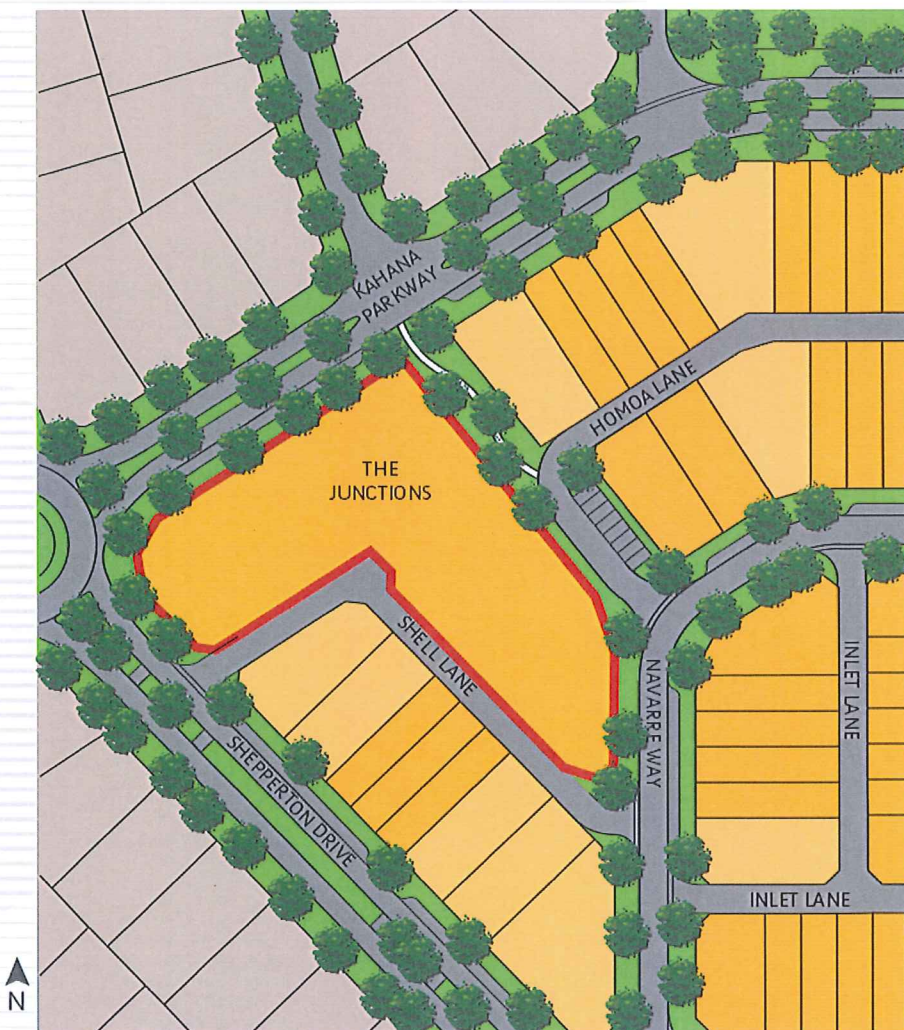 KAHANA
PARKWAY
HOMOA LANE
THE
JUNCTIONS
SHELL LANE
NAVARRE WAY
INLET LANE
SHEPPERTON DRIVE
INLET LANE
N